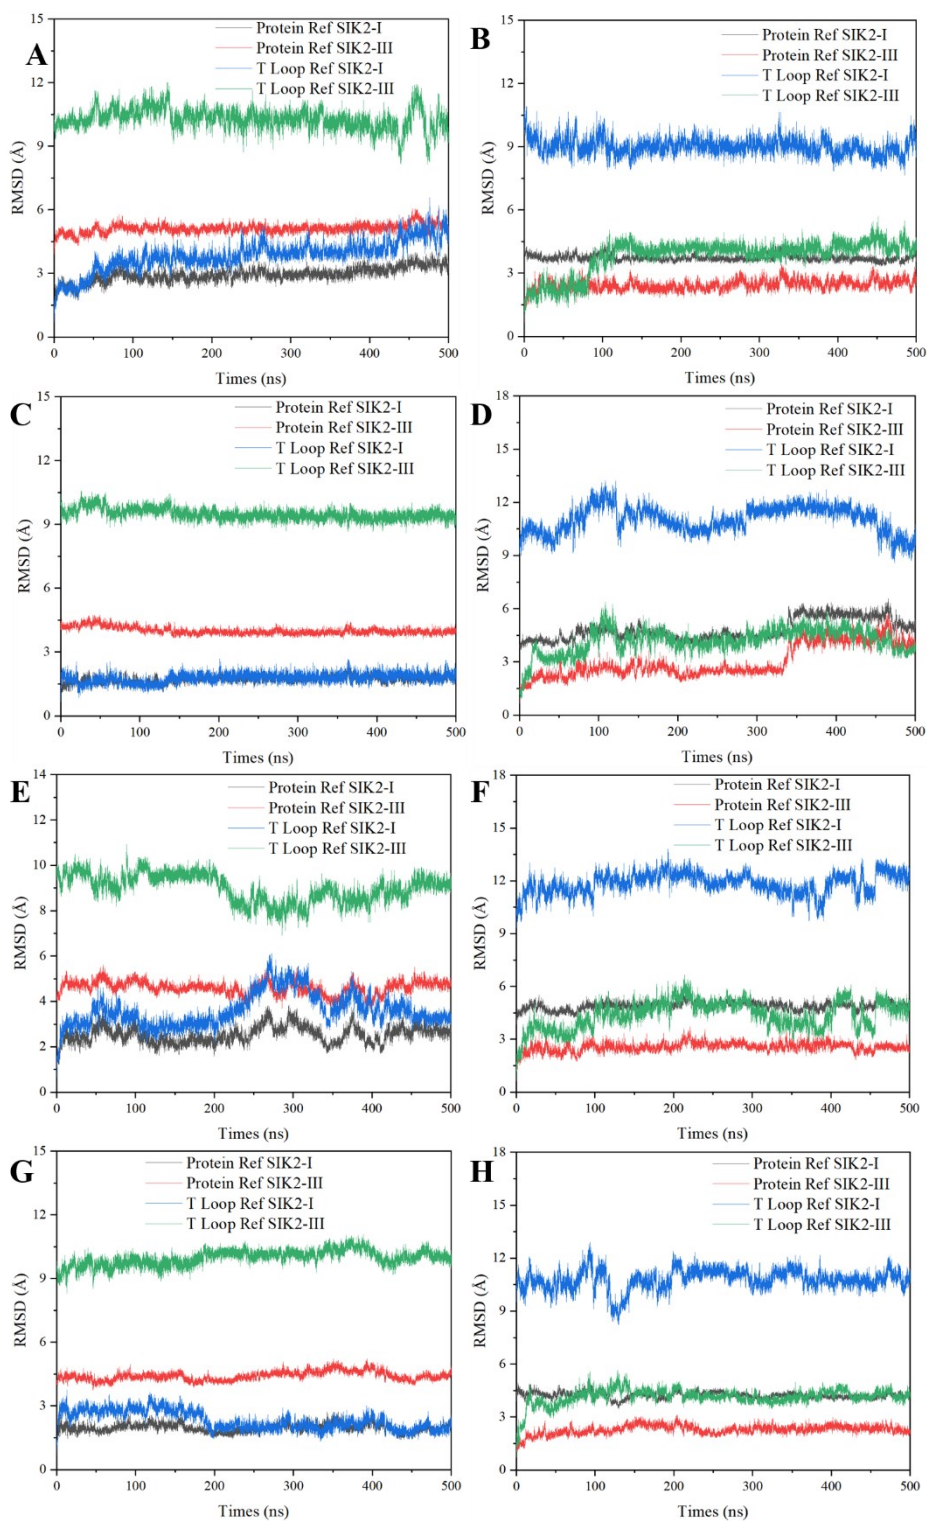 A
15
12
9
6
3
0
RMSD (Å)
Protein Ref SIK2-I
Protein Ref SIK2-III
T Loop Ref SIK2-I
T Loop Ref SIK2-III
0 100 200 300 400 500
Times (ns)
B
15
12
9
6
3
0
RMSD (Å)
Protein Ref SIK2-I
Protein Ref SIK2-III
T Loop Ref SIK2-I
T Loop Ref SIK2-III
0 100 200 300 400 500
Times (ns)
C
15
12
9
6
3
0
RMSD (Å)
Protein Ref SIK2-I
Protein Ref SIK2-III
T Loop Ref SIK2-I
T Loop Ref SIK2-III
0 100 200 300 400 500
Times (ns)
D
18
15
12
9
6
3
0
RMSD (Å)
Protein Ref SIK2-I
Protein Ref SIK2-III
T Loop Ref SIK2-I
T Loop Ref SIK2-III
0 100 200 300 400 500
Times (ns)
E
14
12
10
8
6
4
2
0
RMSD (Å)
Protein Ref SIK2-I
Protein Ref SIK2-III
T Loop Ref SIK2-I
T Loop Ref SIK2-III
0 100 200 300 400 500
Times (ns)
F
18
15
12
9
6
3
0
RMSD (Å)
Protein Ref SIK2-I
Protein Ref SIK2-III
T Loop Ref SIK2-I
T Loop Ref SIK2-III
0 100 200 300 400 500
Times (ns)
G
15
12
9
6
3
0
RMSD (Å)
Protein Ref SIK2-I
Protein Ref SIK2-III
T Loop Ref SIK2-I
T Loop Ref SIK2-III
0 100 200 300 400 500
Times (ns)
H
18
15
12
9
6
3
0
RMSD (Å)
Protein Ref SIK2-I
Protein Ref SIK2-III
T Loop Ref SIK2-I
T Loop Ref SIK2-III
0 100 200 300 400 500
Times (ns)